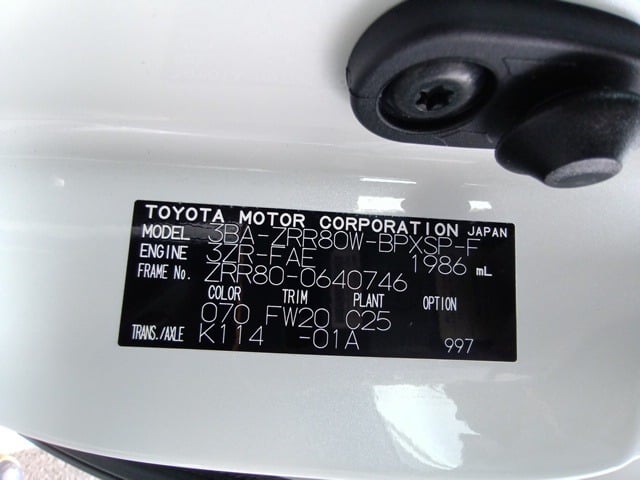 TOYOTA MOTOR CORPORATION JAPAN
MODEL 3BA-ZRR80W-BPXSP-F
ENGINE 3ZR-FAE 1986 mL
FRAME No. ZRR80-0640746
COLOR TRIM PLANT OPTION
070 FW20 C25
TRANS./AXLE K114 -01A 997